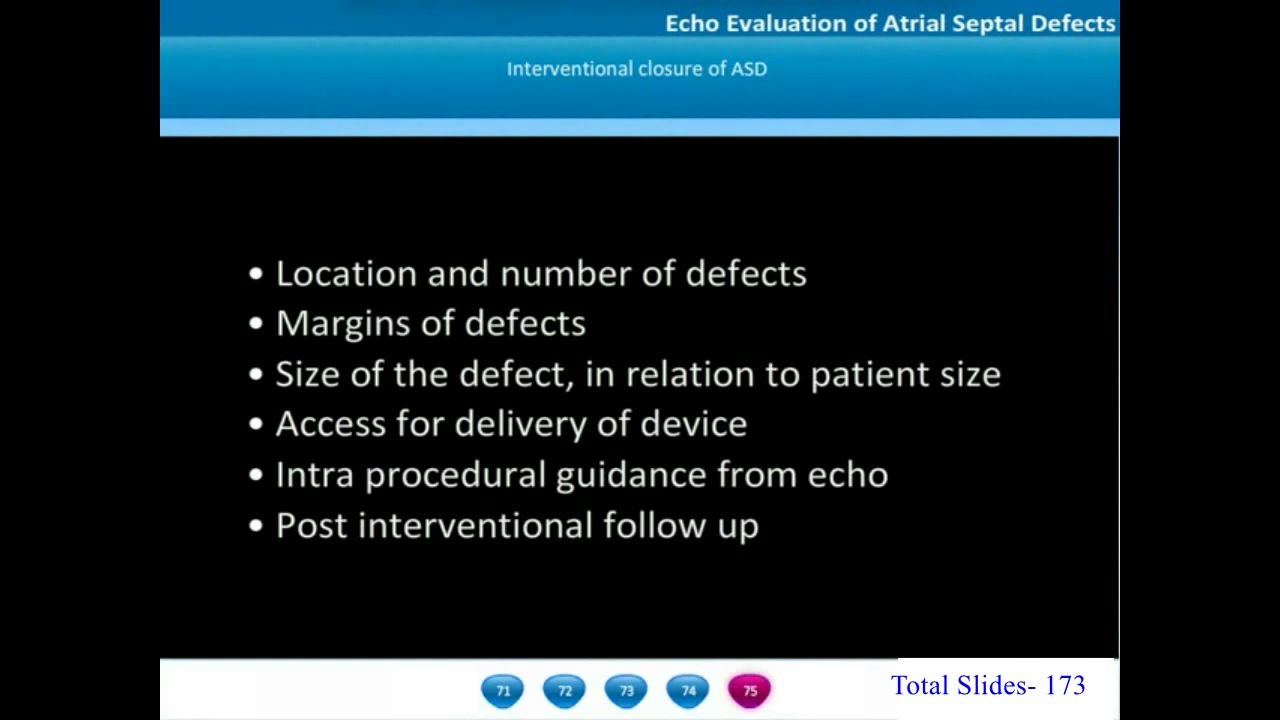 Echo Evaluation of Atrial Septal Defects
Interventional closure of ASD
• Location and number of defects
• Margins of defects
• Size of the defect, in relation to patient size
• Access for delivery of device
• Intra procedural guidance from echo
• Post interventional follow up
71 72 73 74 75
Total Slides- 173